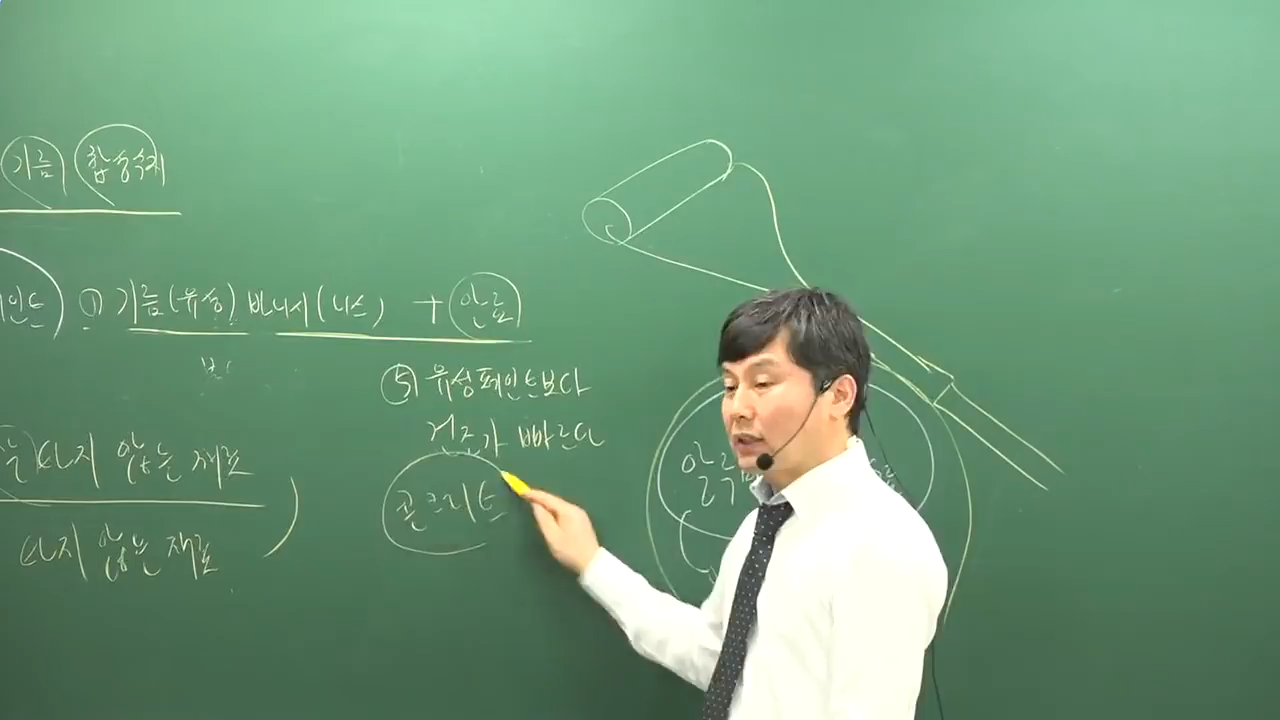 기름 합성수지
인트 ① 기름(유성) 바니시(니스) + 안료
⑤ 유성페인트보다
건조가 빠르다
타지 않는 재료
콘크리트
타지 않는 재료